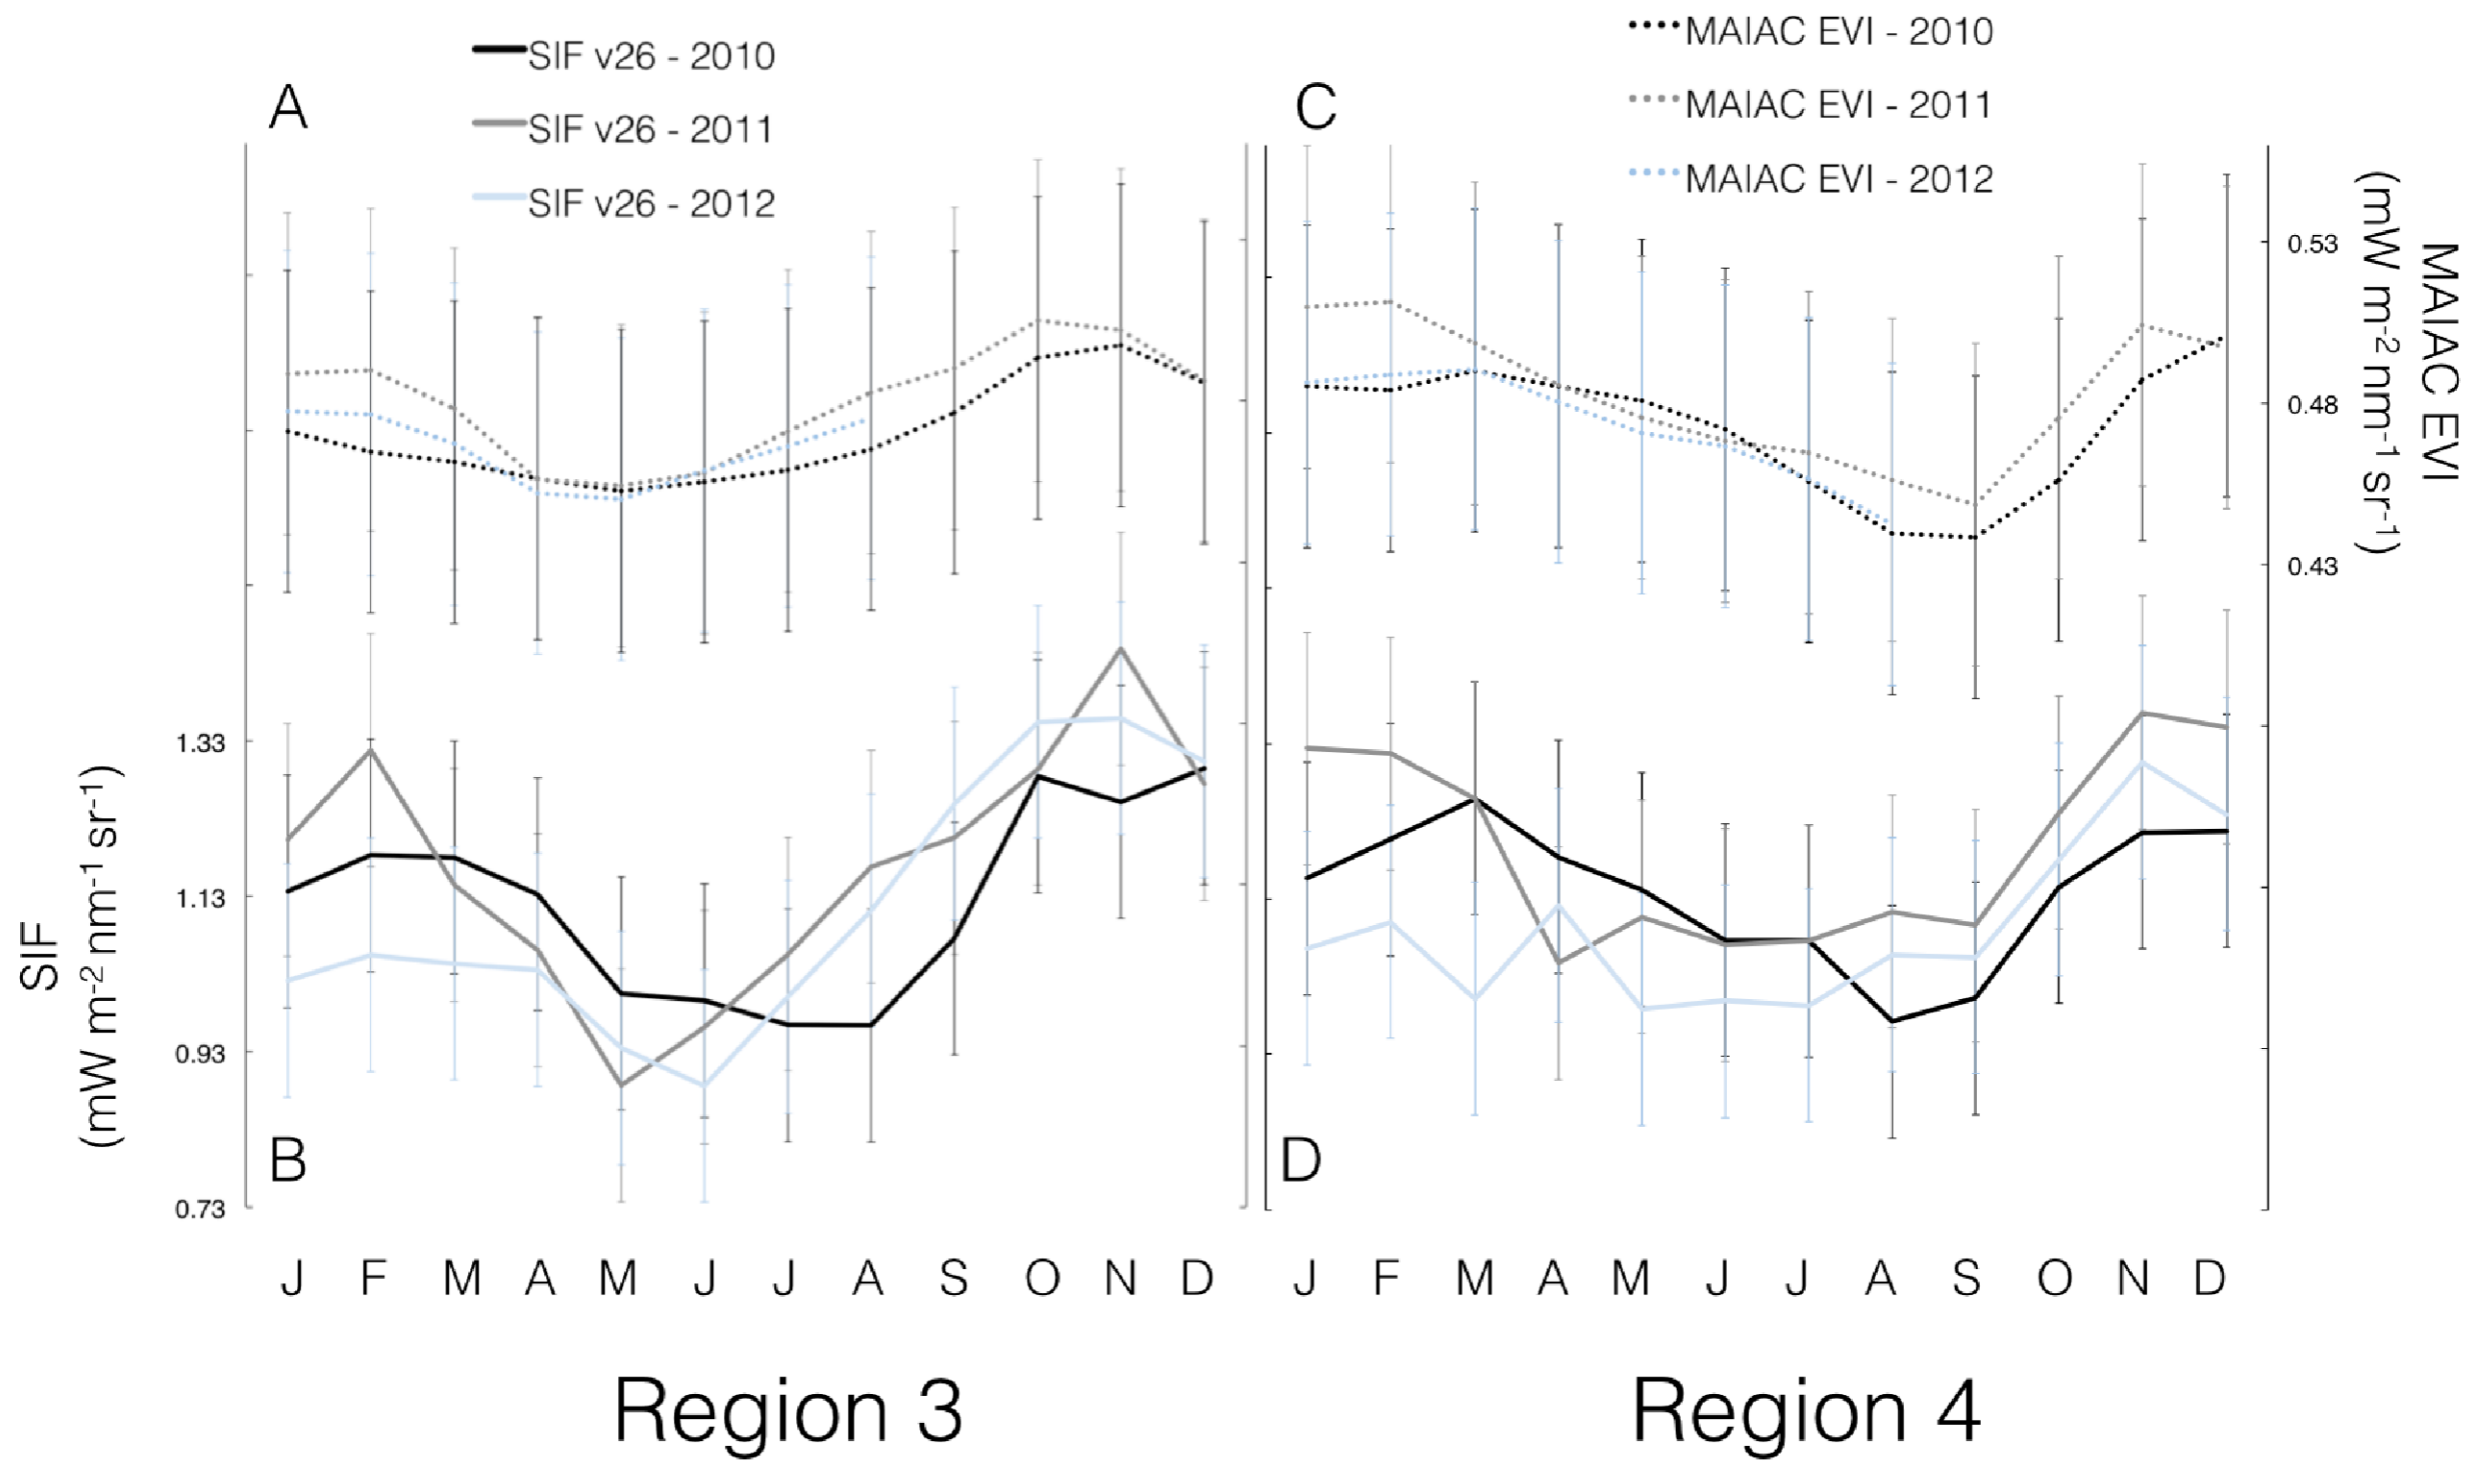 SIF v26 - 2010
SIF v26 - 2011
SIF v26 - 2012
MAIAC EVI - 2010
MAIAC EVI - 2011
MAIAC EVI - 2012
A
C
B
D
1.33
1.13
0.93
0.73
SIF
(mW m-2 nm-1 sr-1)
0.53
0.48
0.43
MAIAC EVI
(mW m-2 nm-1 sr-1)
J F M A M J J A S O N D
J F M A M J J A S O N D
Region 3
Region 4